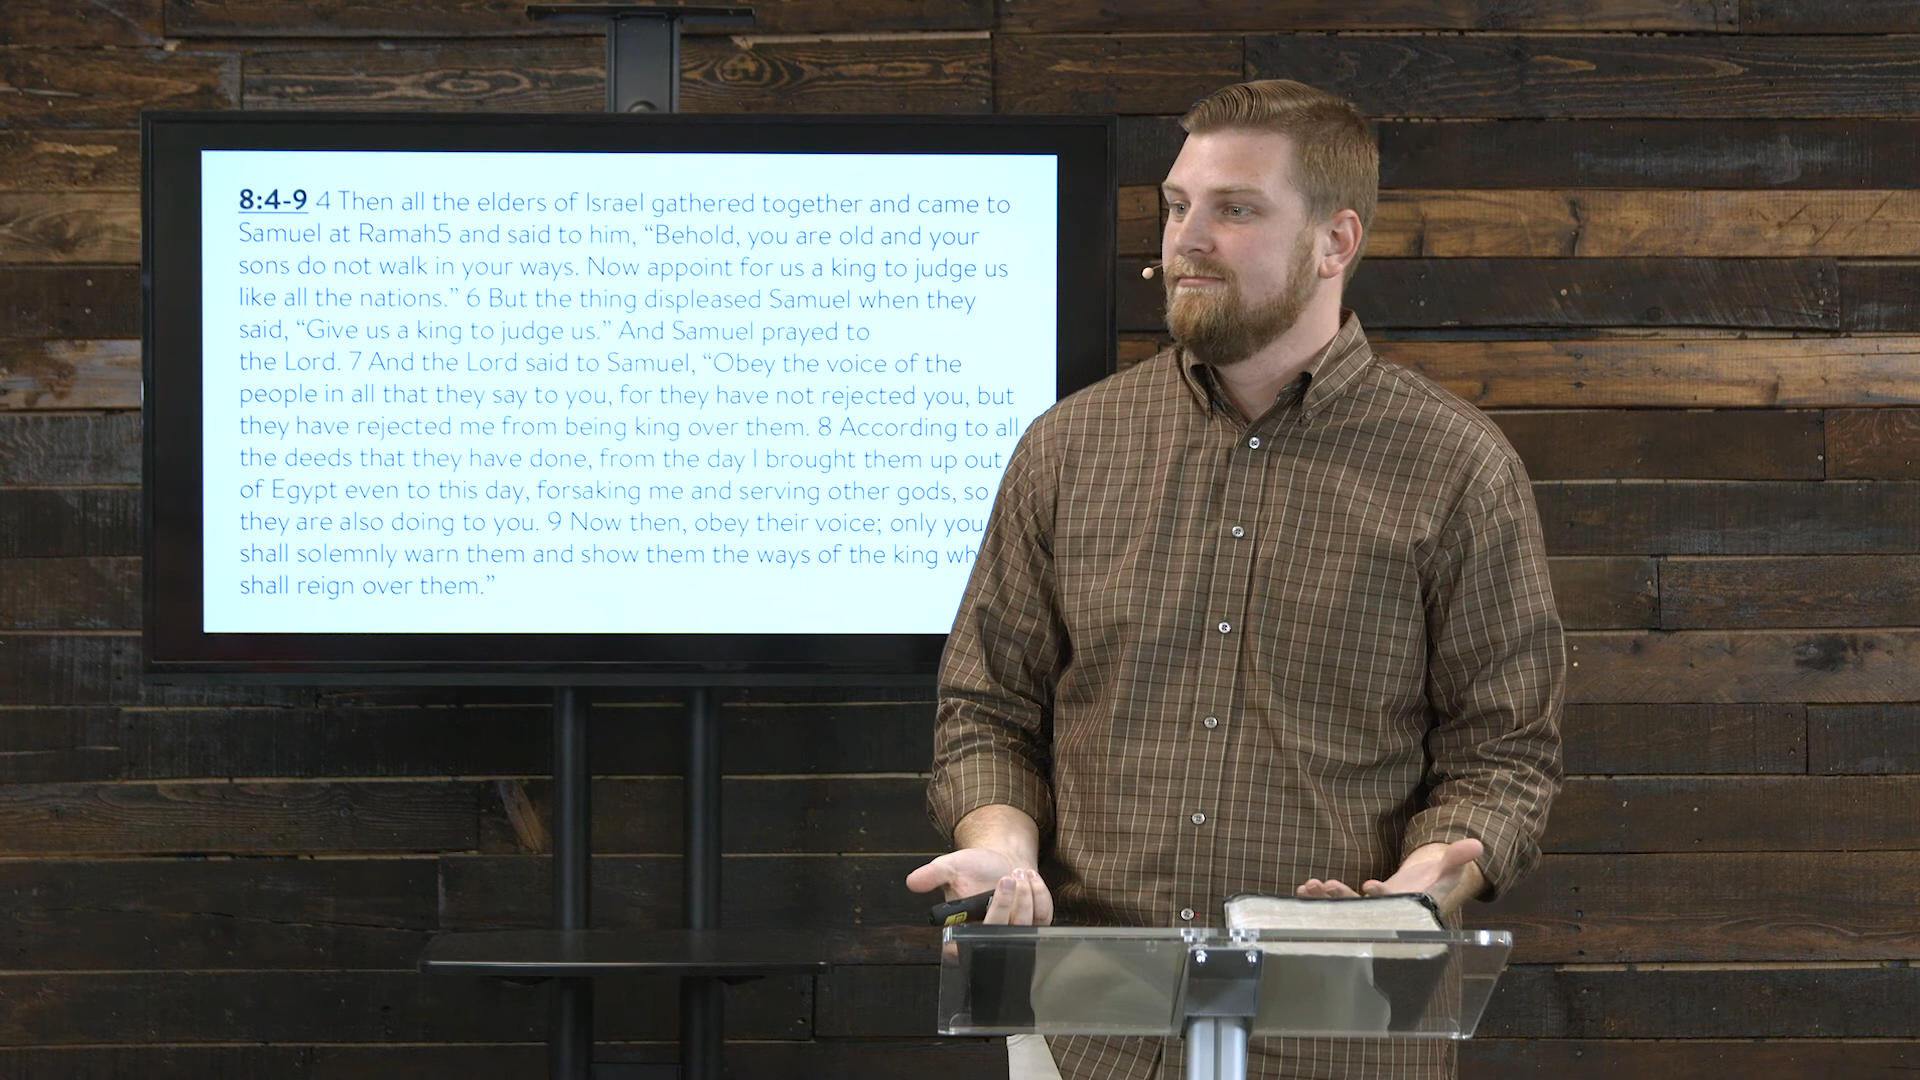 8:4-9 4 Then all the elders of Israel gathered together and came to
Samuel at Ramah5 and said to him, “Behold, you are old and your
sons do not walk in your ways. Now appoint for us a king to judge us
like all the nations.” 6 But the thing displeased Samuel when they
said, “Give us a king to judge us.” And Samuel prayed to
the Lord. 7 And the Lord said to Samuel, “Obey the voice of the
people in all that they say to you, for they have not rejected you, but
they have rejected me from being king over them. 8 According to all
the deeds that they have done, from the day I brought them up out
of Egypt even to this day, forsaking me and serving other gods, so
they are also doing to you. 9 Now then, obey their voice; only you
shall solemnly warn them and show them the ways of the king
shall reign over them.”